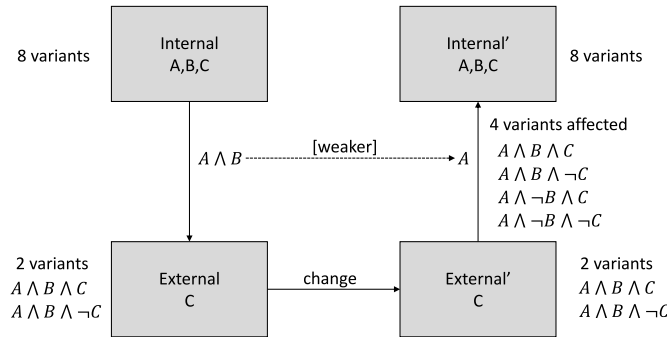 Internal
A,B,C
8 variants
Internal’
A,B,C
8 variants
A ∧ B
[weaker]
A
4 variants affected
A ∧ B ∧ C
A ∧ B ∧ ¬C
A ∧ ¬B ∧ C
A ∧ ¬B ∧ ¬C
2 variants
A ∧ B ∧ C
A ∧ B ∧ ¬C
External
C
change
External’
C
2 variants
A ∧ B ∧ C
A ∧ B ∧ ¬C